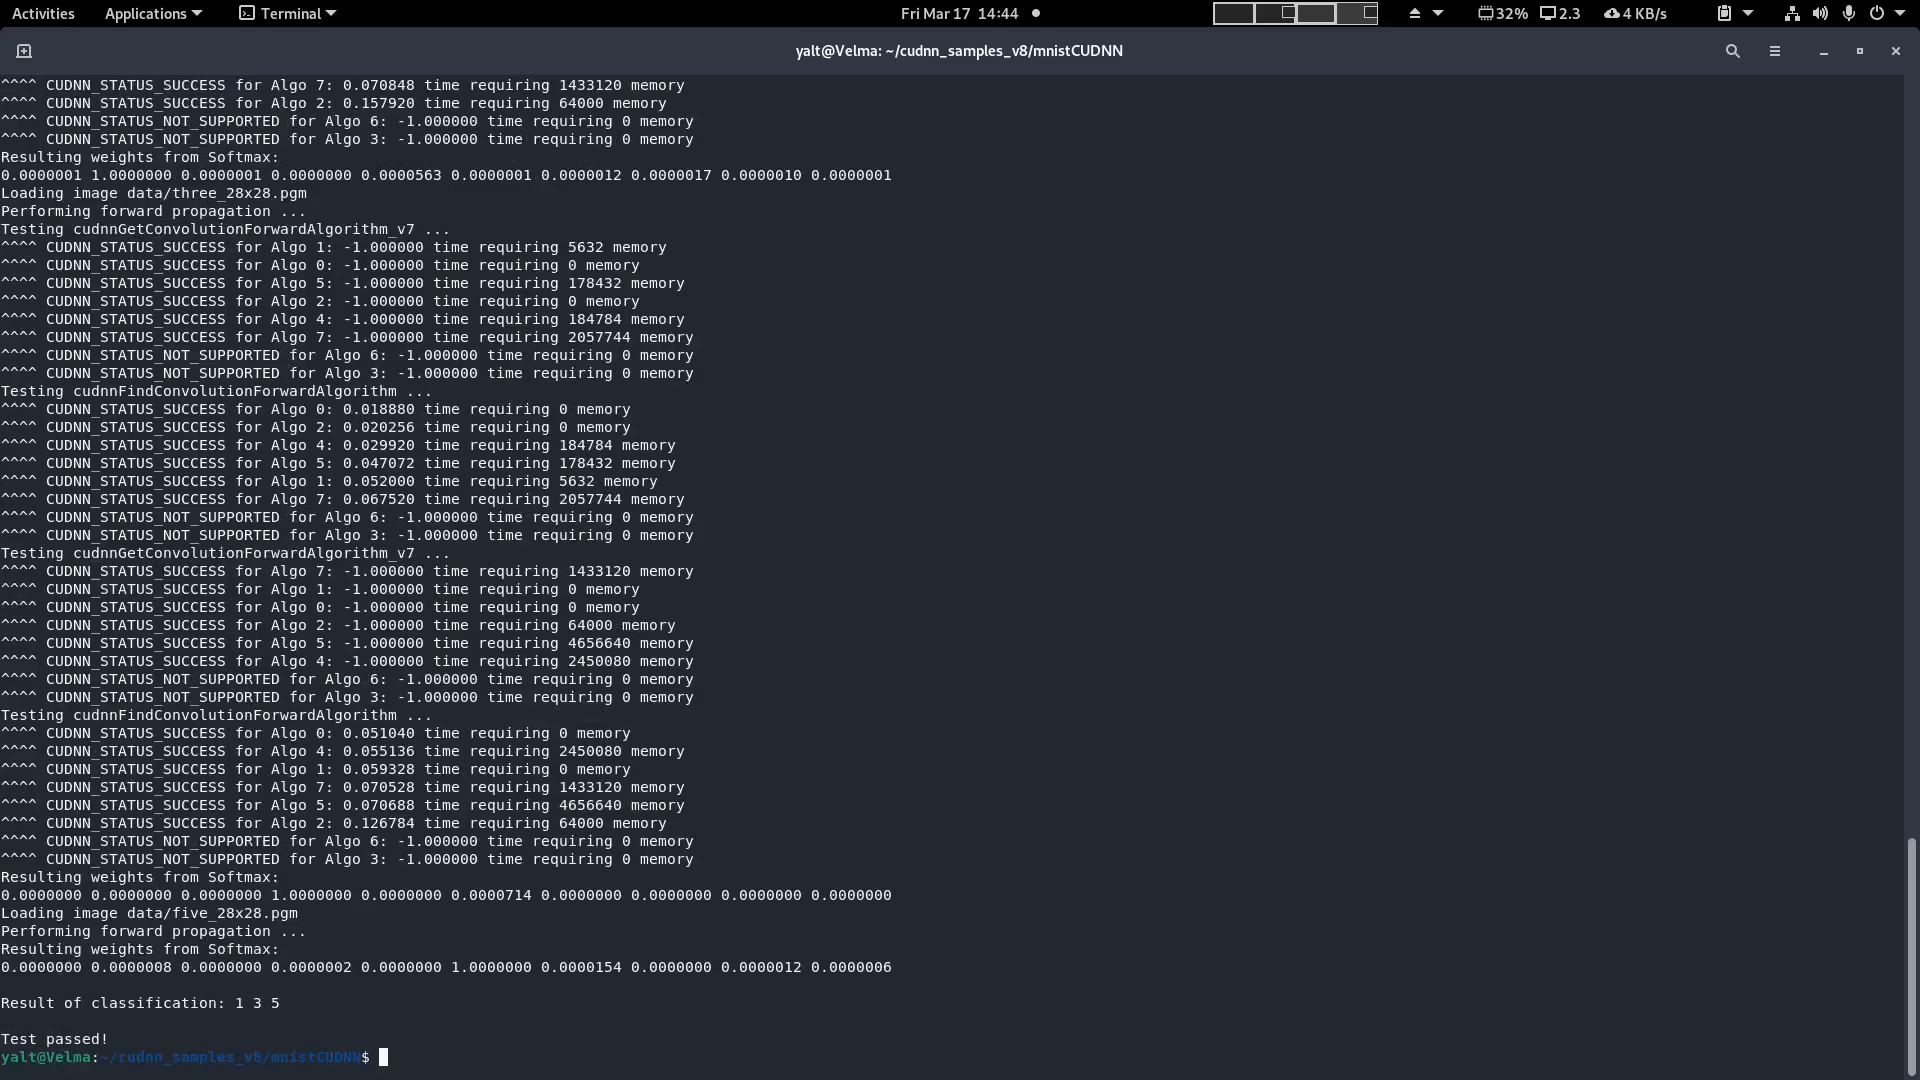 Activities Applications Terminal Fri Mar 17 14:44 32% 2.3 4 KB/s
yalt@Velma: ~/cudnn_samples_v8/mnistCUDNN
^^^^ CUDNN_STATUS_SUCCESS for Algo 7: 0.070848 time requiring 1433120 memory
^^^^ CUDNN_STATUS_SUCCESS for Algo 2: 0.157920 time requiring 64000 memory
^^^^ CUDNN_STATUS_NOT_SUPPORTED for Algo 6: -1.000000 time requiring 0 memory
^^^^ CUDNN_STATUS_NOT_SUPPORTED for Algo 3: -1.000000 time requiring 0 memory
Resulting weights from Softmax:
0.0000001 1.0000000 0.0000001 0.0000000 0.0000563 0.0000001 0.0000012 0.0000017 0.0000010 0.0000001
Loading image data/three_28x28.pgm
Performing forward propagation ...
Testing cudnnGetConvolutionForwardAlgorithm_v7 ...
^^^^ CUDNN_STATUS_SUCCESS for Algo 1: -1.000000 time requiring 5632 memory
^^^^ CUDNN_STATUS_SUCCESS for Algo 0: -1.000000 time requiring 0 memory
^^^^ CUDNN_STATUS_SUCCESS for Algo 5: -1.000000 time requiring 178432 memory
^^^^ CUDNN_STATUS_SUCCESS for Algo 2: -1.000000 time requiring 0 memory
^^^^ CUDNN_STATUS_SUCCESS for Algo 4: -1.000000 time requiring 184784 memory
^^^^ CUDNN_STATUS_SUCCESS for Algo 7: -1.000000 time requiring 2057744 memory
^^^^ CUDNN_STATUS_NOT_SUPPORTED for Algo 6: -1.000000 time requiring 0 memory
^^^^ CUDNN_STATUS_NOT_SUPPORTED for Algo 3: -1.000000 time requiring 0 memory
Testing cudnnFindConvolutionForwardAlgorithm ...
^^^^ CUDNN_STATUS_SUCCESS for Algo 0: 0.018880 time requiring 0 memory
^^^^ CUDNN_STATUS_SUCCESS for Algo 2: 0.020256 time requiring 0 memory
^^^^ CUDNN_STATUS_SUCCESS for Algo 4: 0.029920 time requiring 184784 memory
^^^^ CUDNN_STATUS_SUCCESS for Algo 5: 0.047072 time requiring 178432 memory
^^^^ CUDNN_STATUS_SUCCESS for Algo 1: 0.052000 time requiring 5632 memory
^^^^ CUDNN_STATUS_SUCCESS for Algo 7: 0.067520 time requiring 2057744 memory
^^^^ CUDNN_STATUS_NOT_SUPPORTED for Algo 6: -1.000000 time requiring 0 memory
^^^^ CUDNN_STATUS_NOT_SUPPORTED for Algo 3: -1.000000 time requiring 0 memory
Testing cudnnGetConvolutionForwardAlgorithm_v7 ...
^^^^ CUDNN_STATUS_SUCCESS for Algo 7: -1.000000 time requiring 1433120 memory
^^^^ CUDNN_STATUS_SUCCESS for Algo 1: -1.000000 time requiring 0 memory
^^^^ CUDNN_STATUS_SUCCESS for Algo 0: -1.000000 time requiring 0 memory
^^^^ CUDNN_STATUS_SUCCESS for Algo 2: -1.000000 time requiring 64000 memory
^^^^ CUDNN_STATUS_SUCCESS for Algo 5: -1.000000 time requiring 4656640 memory
^^^^ CUDNN_STATUS_SUCCESS for Algo 4: -1.000000 time requiring 2450080 memory
^^^^ CUDNN_STATUS_NOT_SUPPORTED for Algo 6: -1.000000 time requiring 0 memory
^^^^ CUDNN_STATUS_NOT_SUPPORTED for Algo 3: -1.000000 time requiring 0 memory
Testing cudnnFindConvolutionForwardAlgorithm ...
^^^^ CUDNN_STATUS_SUCCESS for Algo 0: 0.051040 time requiring 0 memory
^^^^ CUDNN_STATUS_SUCCESS for Algo 4: 0.055136 time requiring 2450080 memory
^^^^ CUDNN_STATUS_SUCCESS for Algo 1: 0.059328 time requiring 0 memory
^^^^ CUDNN_STATUS_SUCCESS for Algo 7: 0.070528 time requiring 1433120 memory
^^^^ CUDNN_STATUS_SUCCESS for Algo 5: 0.070688 time requiring 4656640 memory
^^^^ CUDNN_STATUS_SUCCESS for Algo 2: 0.126784 time requiring 64000 memory
^^^^ CUDNN_STATUS_NOT_SUPPORTED for Algo 6: -1.000000 time requiring 0 memory
^^^^ CUDNN_STATUS_NOT_SUPPORTED for Algo 3: -1.000000 time requiring 0 memory
Resulting weights from Softmax:
0.0000000 0.0000000 0.0000000 1.0000000 0.0000000 0.0000714 0.0000000 0.0000000 0.0000000 0.0000000
Loading image data/five_28x28.pgm
Performing forward propagation ...
Resulting weights from Softmax:
0.0000000 0.0000008 0.0000000 0.0000002 0.0000000 1.0000000 0.0000154 0.0000000 0.0000012 0.0000006
Result of classification: 1 3 5
Test passed!
yalt@Velma:~/cudnn_samples_v8/mnistCUDNN$